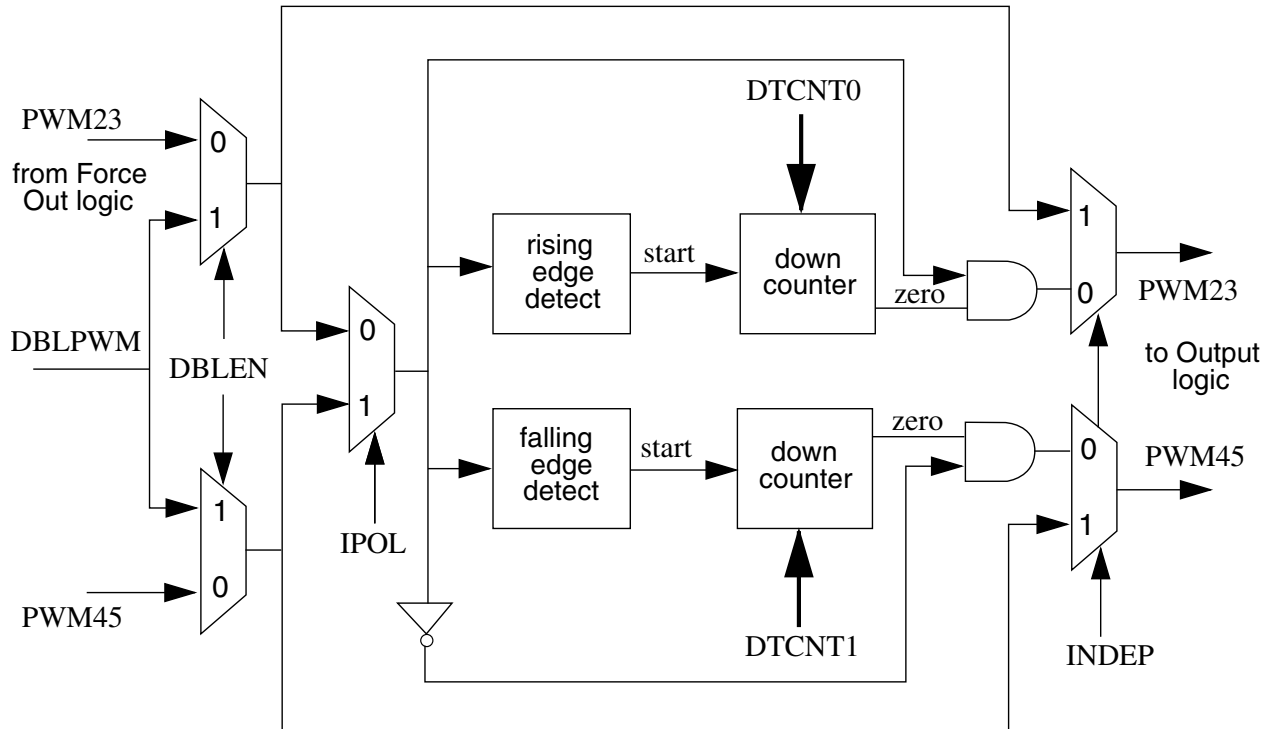 DTCNT0
PWM23
0
from Force
Out logic
1
1
rising
edge
detect
start
down
counter
zero
0
PWM23
DBLPWM
DBLEN
0
1
to Output
logic
falling
edge
detect
start
down
counter
zero
0
PWM45
1
1
0
IPOL
PWM45
DTCNT1
INDEP